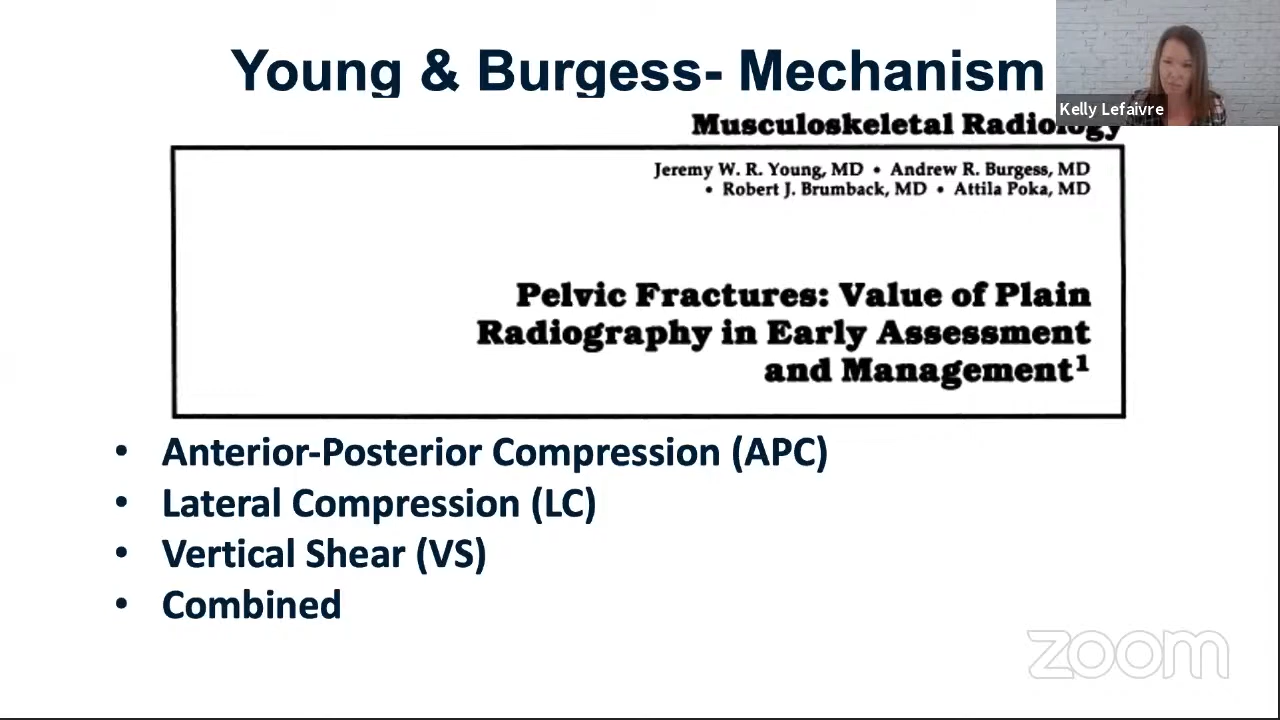 Young & Burgess- Mechanism
Kelly Lefaivre
Musculoskeletal Radiology
Jeremy W. R. Young, MD • Andrew R. Burgess, MD
• Robert J. Brumback, MD • Attila Poka, MD
Pelvic Fractures: Value of Plain
Radiography in Early Assessment
and Management¹
• Anterior-Posterior Compression (APC)
• Lateral Compression (LC)
• Vertical Shear (VS)
• Combined
zoom